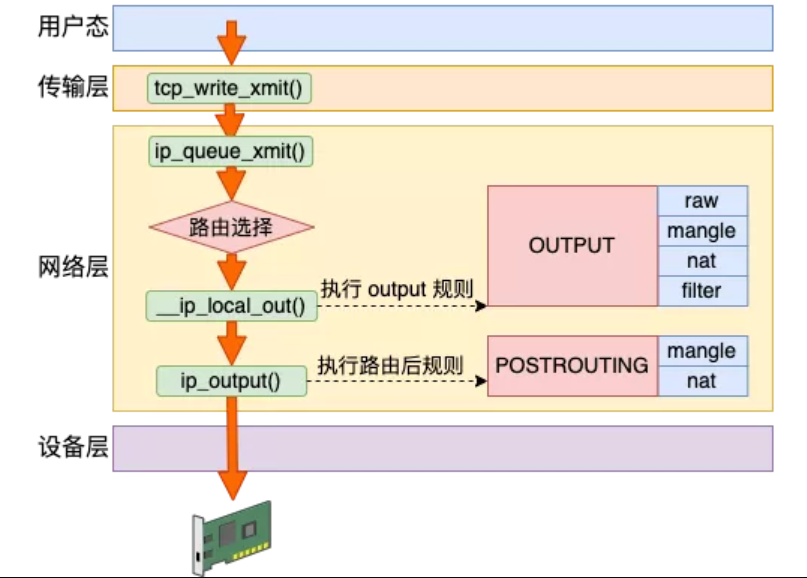 用户态
传输层
tcp_write_xmit()
ip_queue_xmit()
路由选择
网络层
__ip_local_out()
执行 output 规则
OUTPUT
raw
mangle
nat
filter
ip_output()
执行路由后规则
POSTROUTING
mangle
nat
设备层